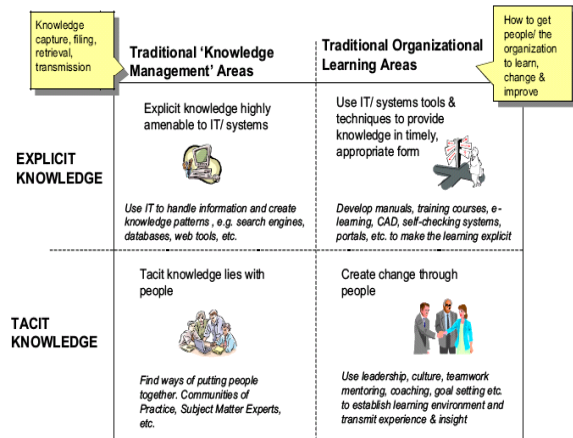 Knowledge
capture, filing,
retrieval,
transmission
Traditional ‘Knowledge
Management’ Areas
Traditional Organizational
Learning Areas
How to get
people/ the
organization
to learn,
change &
improve
EXPLICIT
KNOWLEDGE
Explicit knowledge highly
amenable to IT/ systems
Use IT to handle information and create
knowledge patterns , e.g. search engines,
databases, web tools, etc.
Use IT/ systems tools &
techniques to provide
knowledge in timely,
appropriate form
Develop manuals, training courses, e-
learning, CAD, self-checking systems,
portals, etc. to make the learning explicit
TACIT
KNOWLEDGE
Tacit knowledge lies with
people
Find ways of putting people
together. Communities of
Practice, Subject Matter Experts,
etc.
Create change through
people
Use leadership, culture, teamwork
mentoring, coaching, goal setting etc.
to establish learning environment and
transmit experience & insight